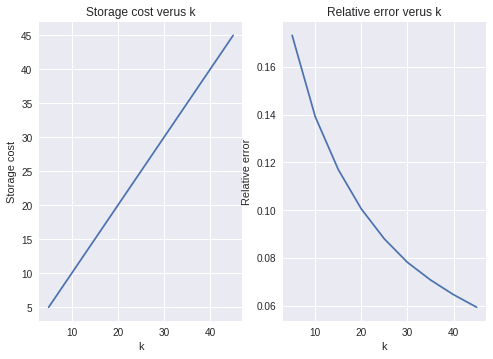 Storage cost verus k
Storage cost
45
40
35
30
25
20
15
10
5
10 20 30 40
k
Relative error verus k
Relative error
0.16
0.14
0.12
0.10
0.08
0.06
10 20 30 40
k